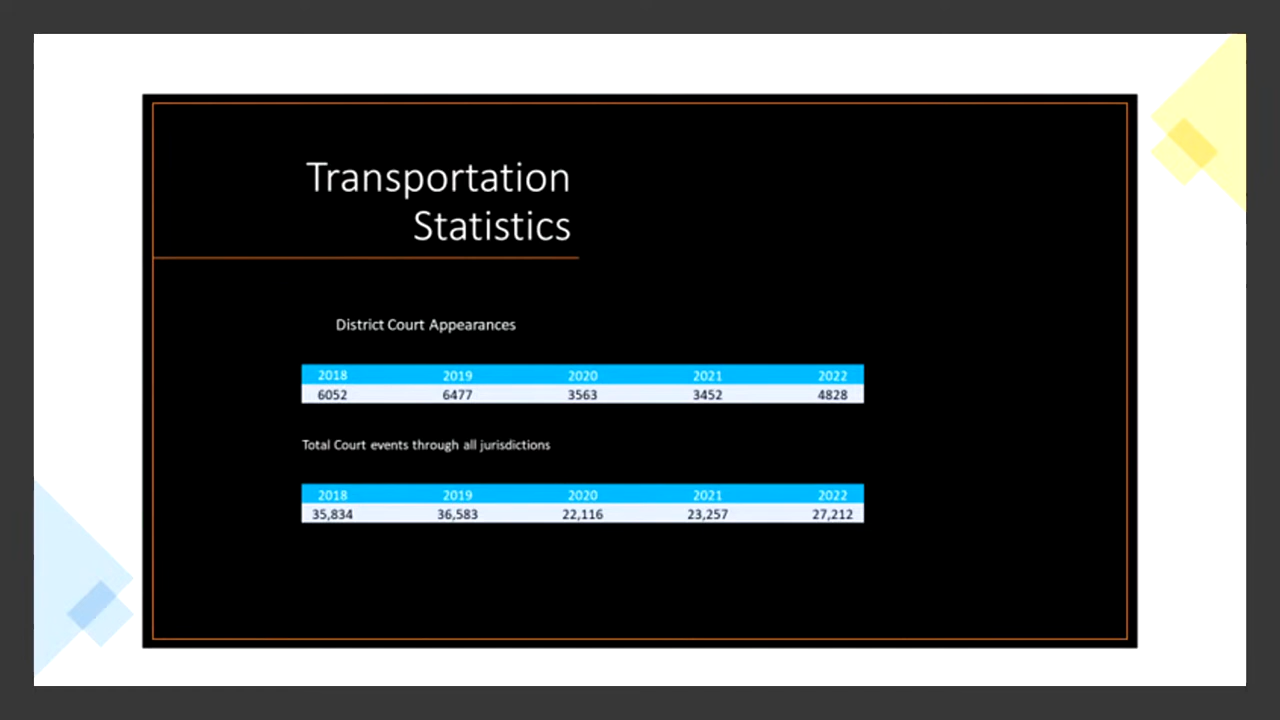 Transportation
Statistics
District Court Appearances
2018 2019 2020 2021 2022
6052 6477 3563 3452 4828
Total Court events through all jurisdictions
2018 2019 2020 2021 2022
35,834 36,583 22,116 23,257 27,212